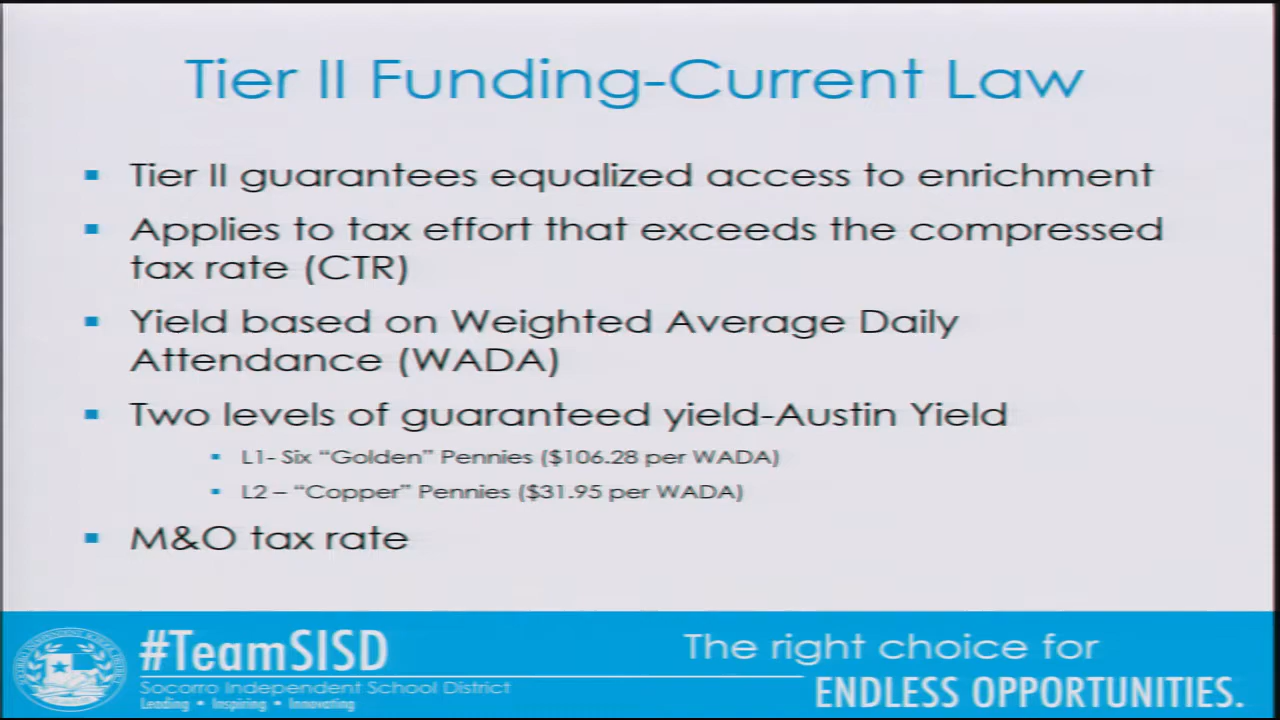 Tier II Funding-Current Law
▪ Tier II guarantees equalized access to enrichment
▪ Applies to tax effort that exceeds the compressed
tax rate (CTR)
▪ Yield based on Weighted Average Daily
Attendance (WADA)
▪ Two levels of guaranteed yield-Austin Yield
▪ L1- Six “Golden” Pennies ($106.28 per WADA)
▪ L2 – “Copper” Pennies ($31.95 per WADA)
▪ M&O tax rate
#TeamSISD
Socorro Independent School District
Leading • Inspiring • Innovating
The right choice for
ENDLESS OPPORTUNITIES.